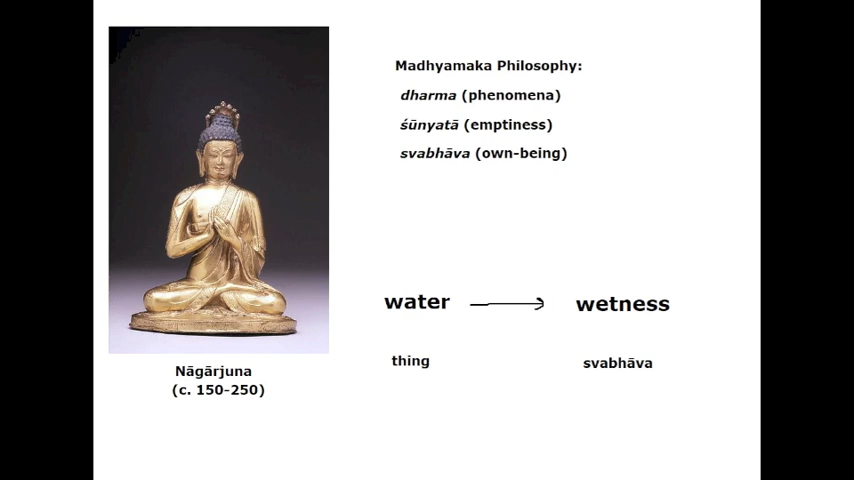 Madhyamaka Philosophy:
dharma (phenomena)
śūnyatā (emptiness)
svabhāva (own-being)
water
wetness
thing
svabhāva
Nāgārjuna
(c. 150-250)